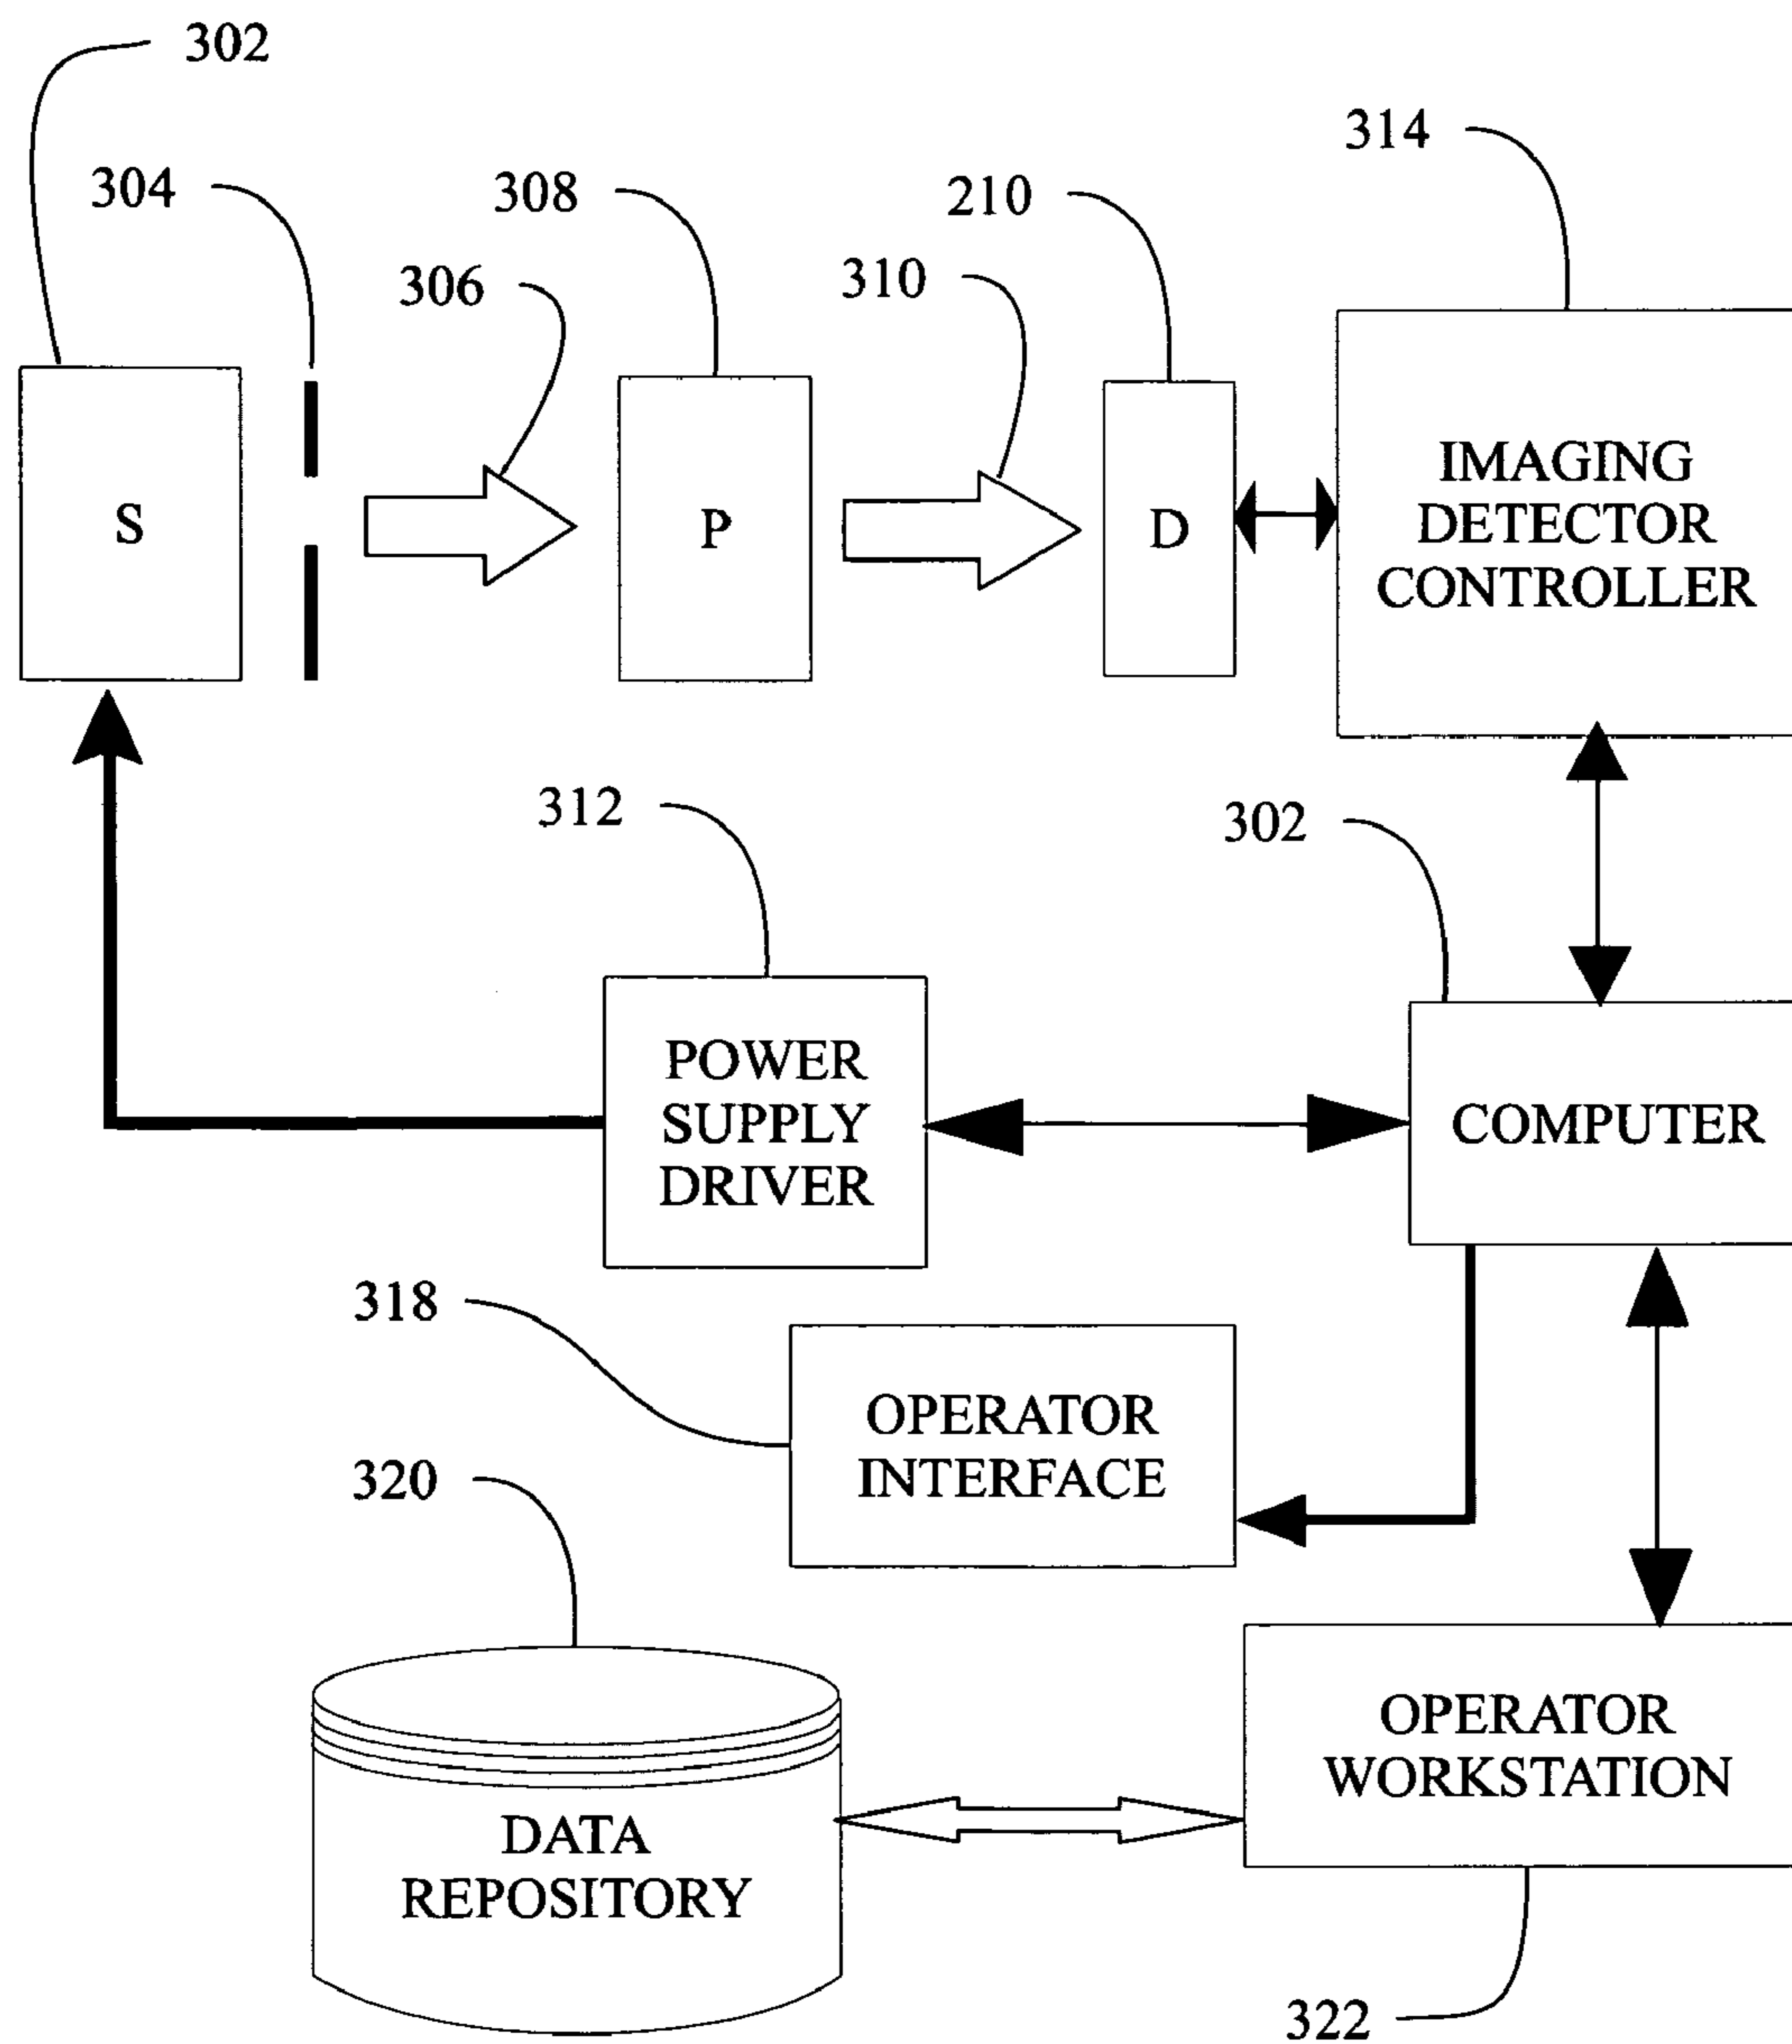 302
314
304
308
210
306
310
S
P
D
IMAGING
DETECTOR
CONTROLLER
312
302
POWER
SUPPLY
DRIVER
COMPUTER
318
OPERATOR
INTERFACE
320
OPERATOR
WORKSTATION
DATA
REPOSITORY
322